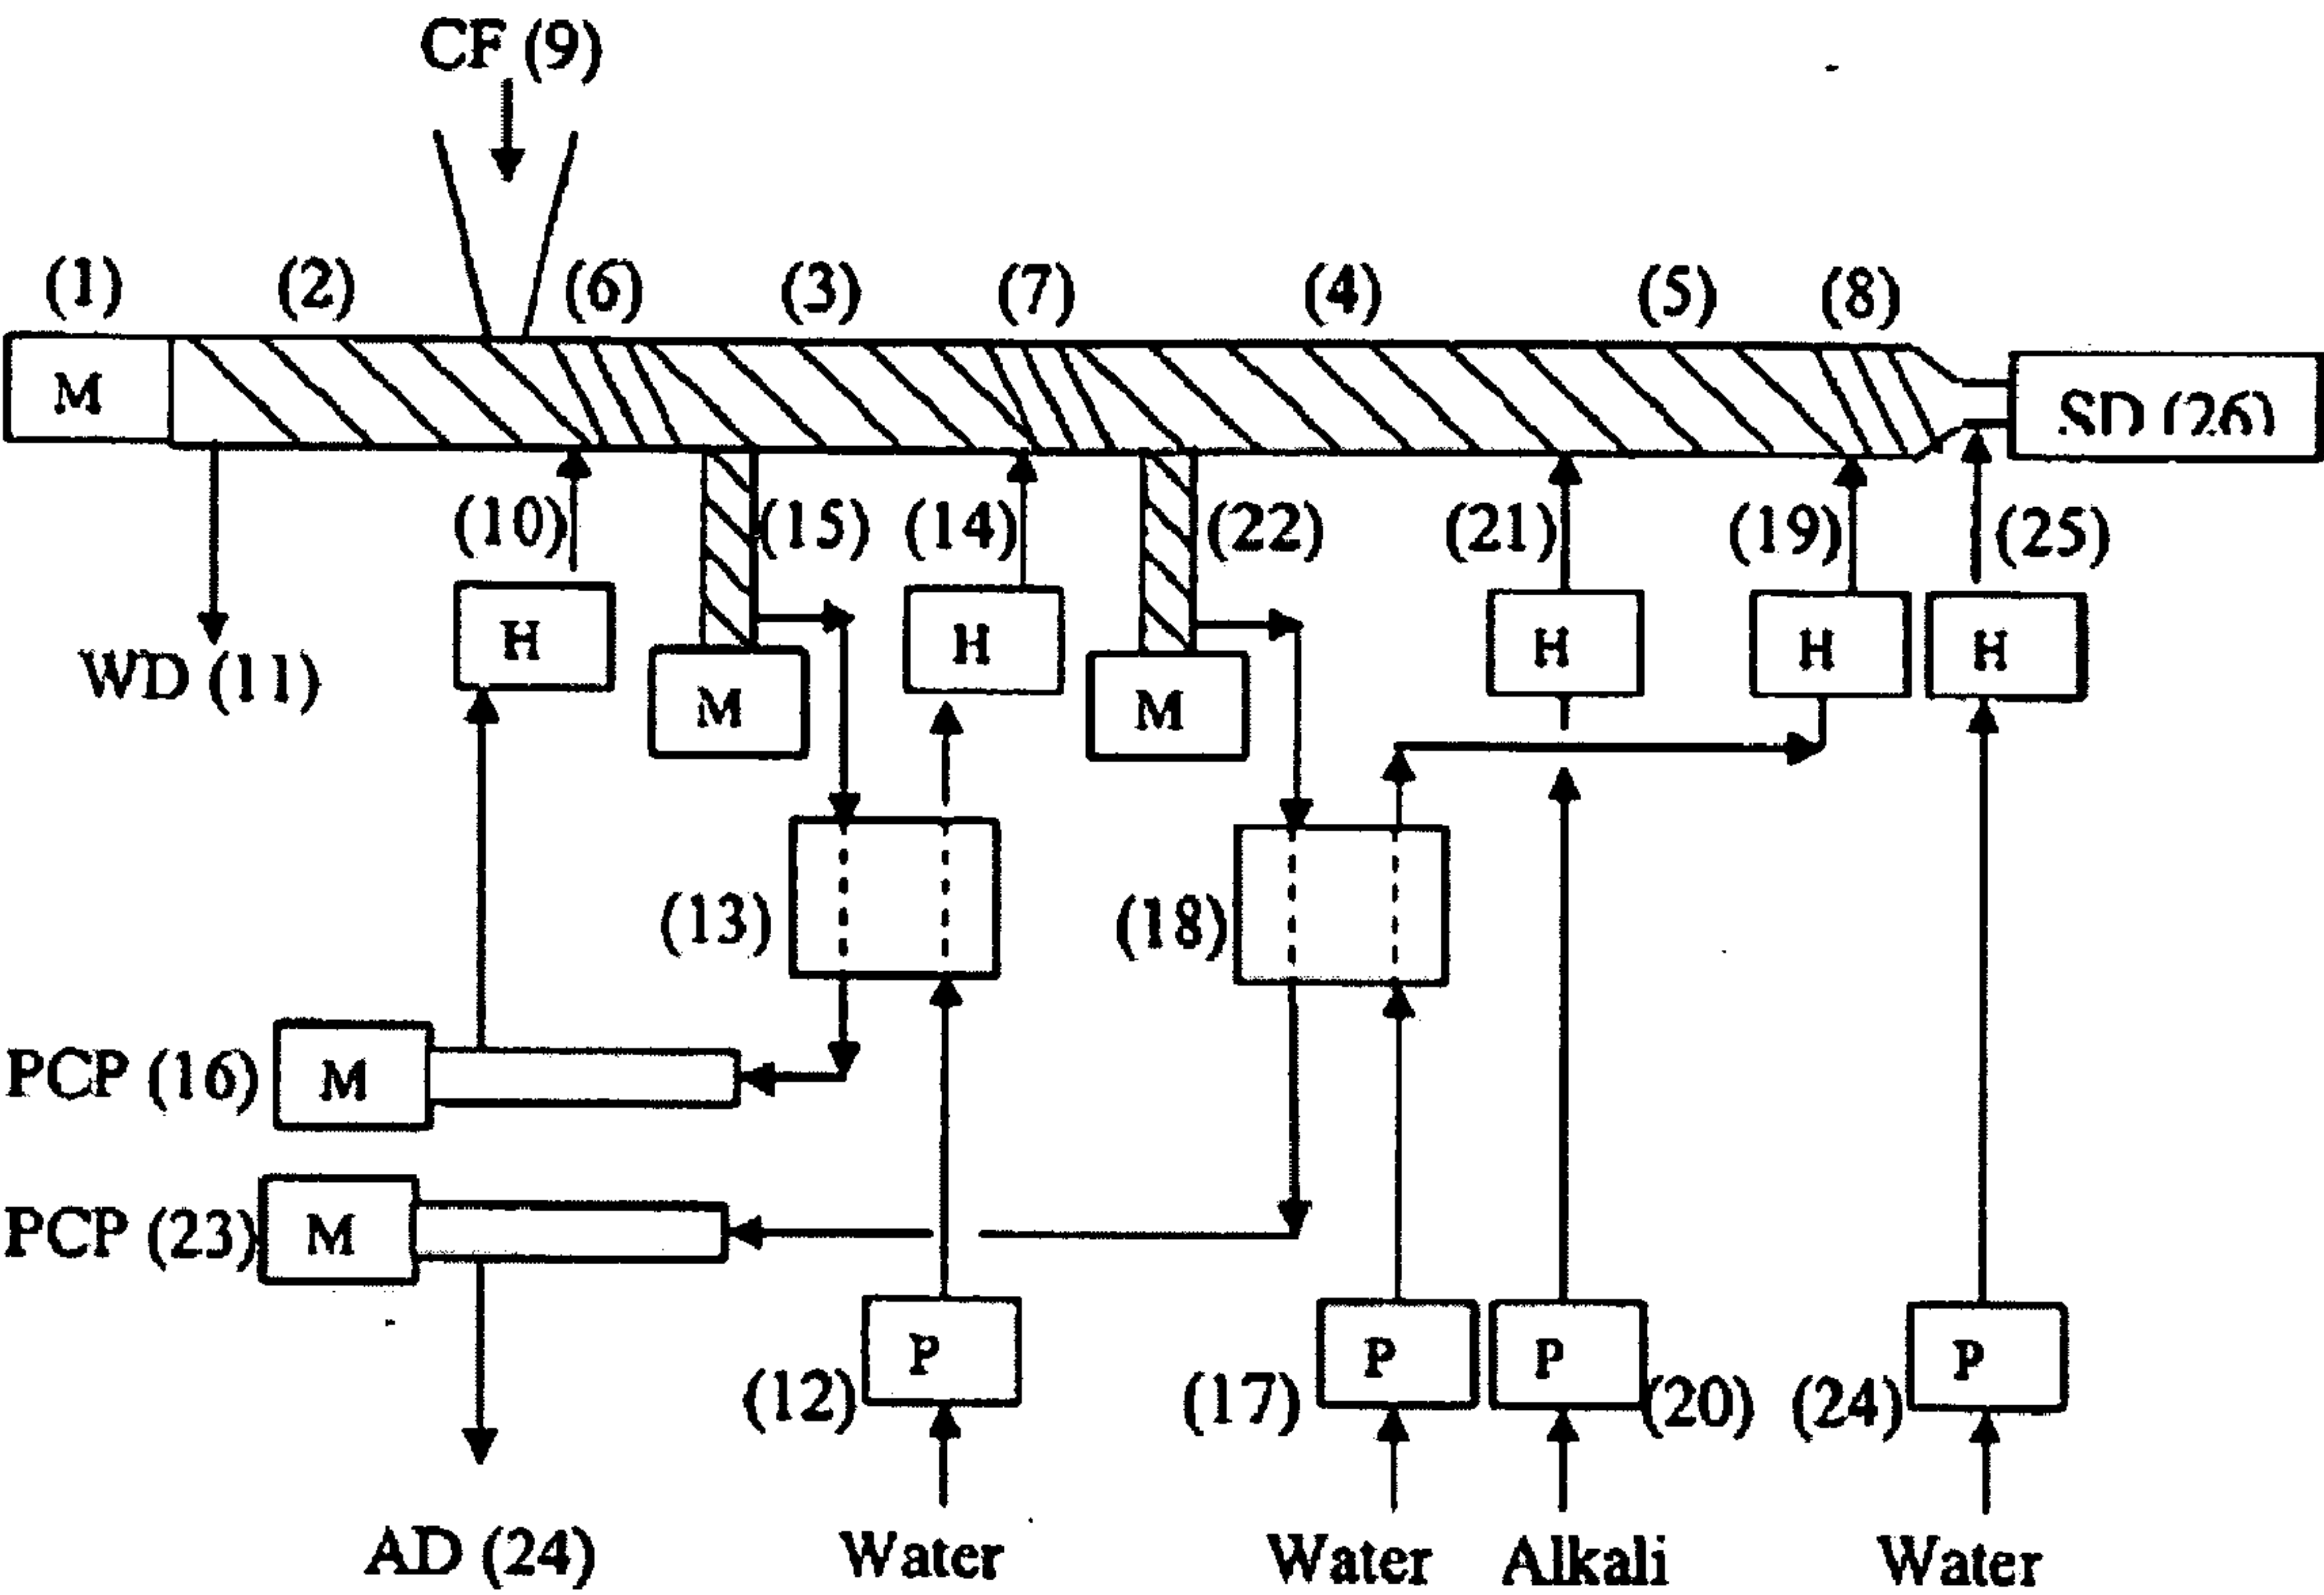 CF (9)
(1) (2) (6) (3) (7) (4) (5) (8)
M SD (26)
(10) (15) (14) (22) (21) (19) (25)
H H H H H
WD (11) M M
(13) (18)
PCP (16) M
PCP (23) M
P P P P
(12) (17) (20) (24)
AD (24) Water Water Alkali Water